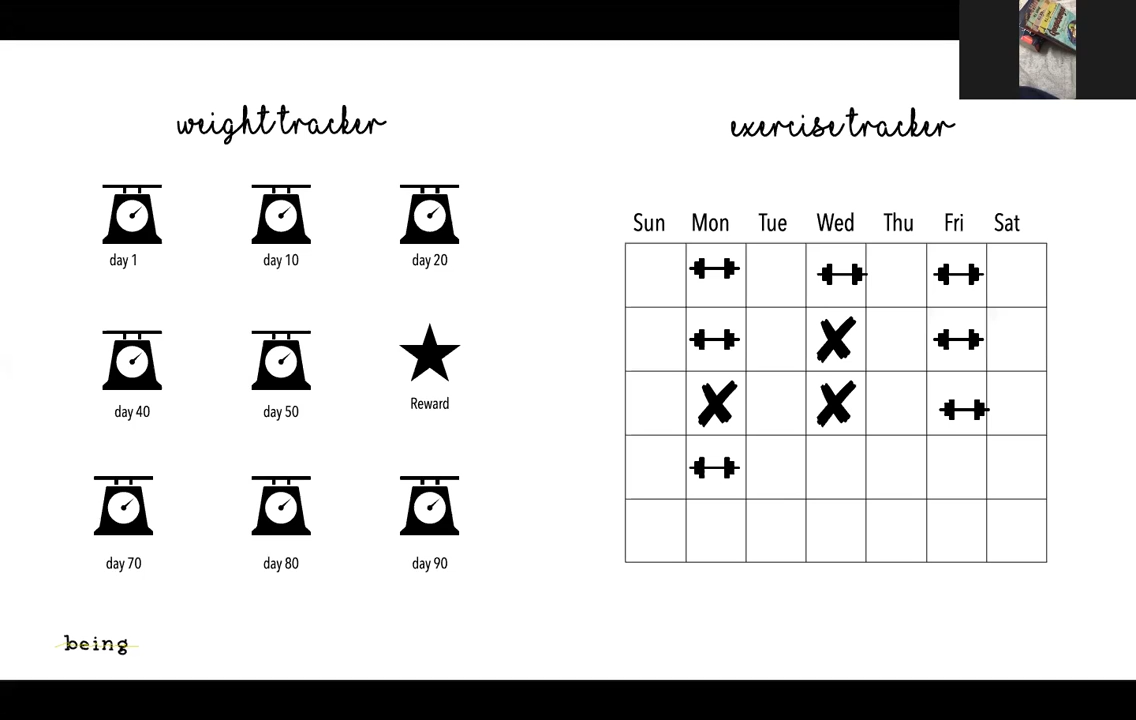 weight tracker
exercise tracker
day 1
day 10
day 20
day 40
day 50
Reward
day 70
day 80
day 90
Sun Mon Tue Wed Thu Fri Sat
being